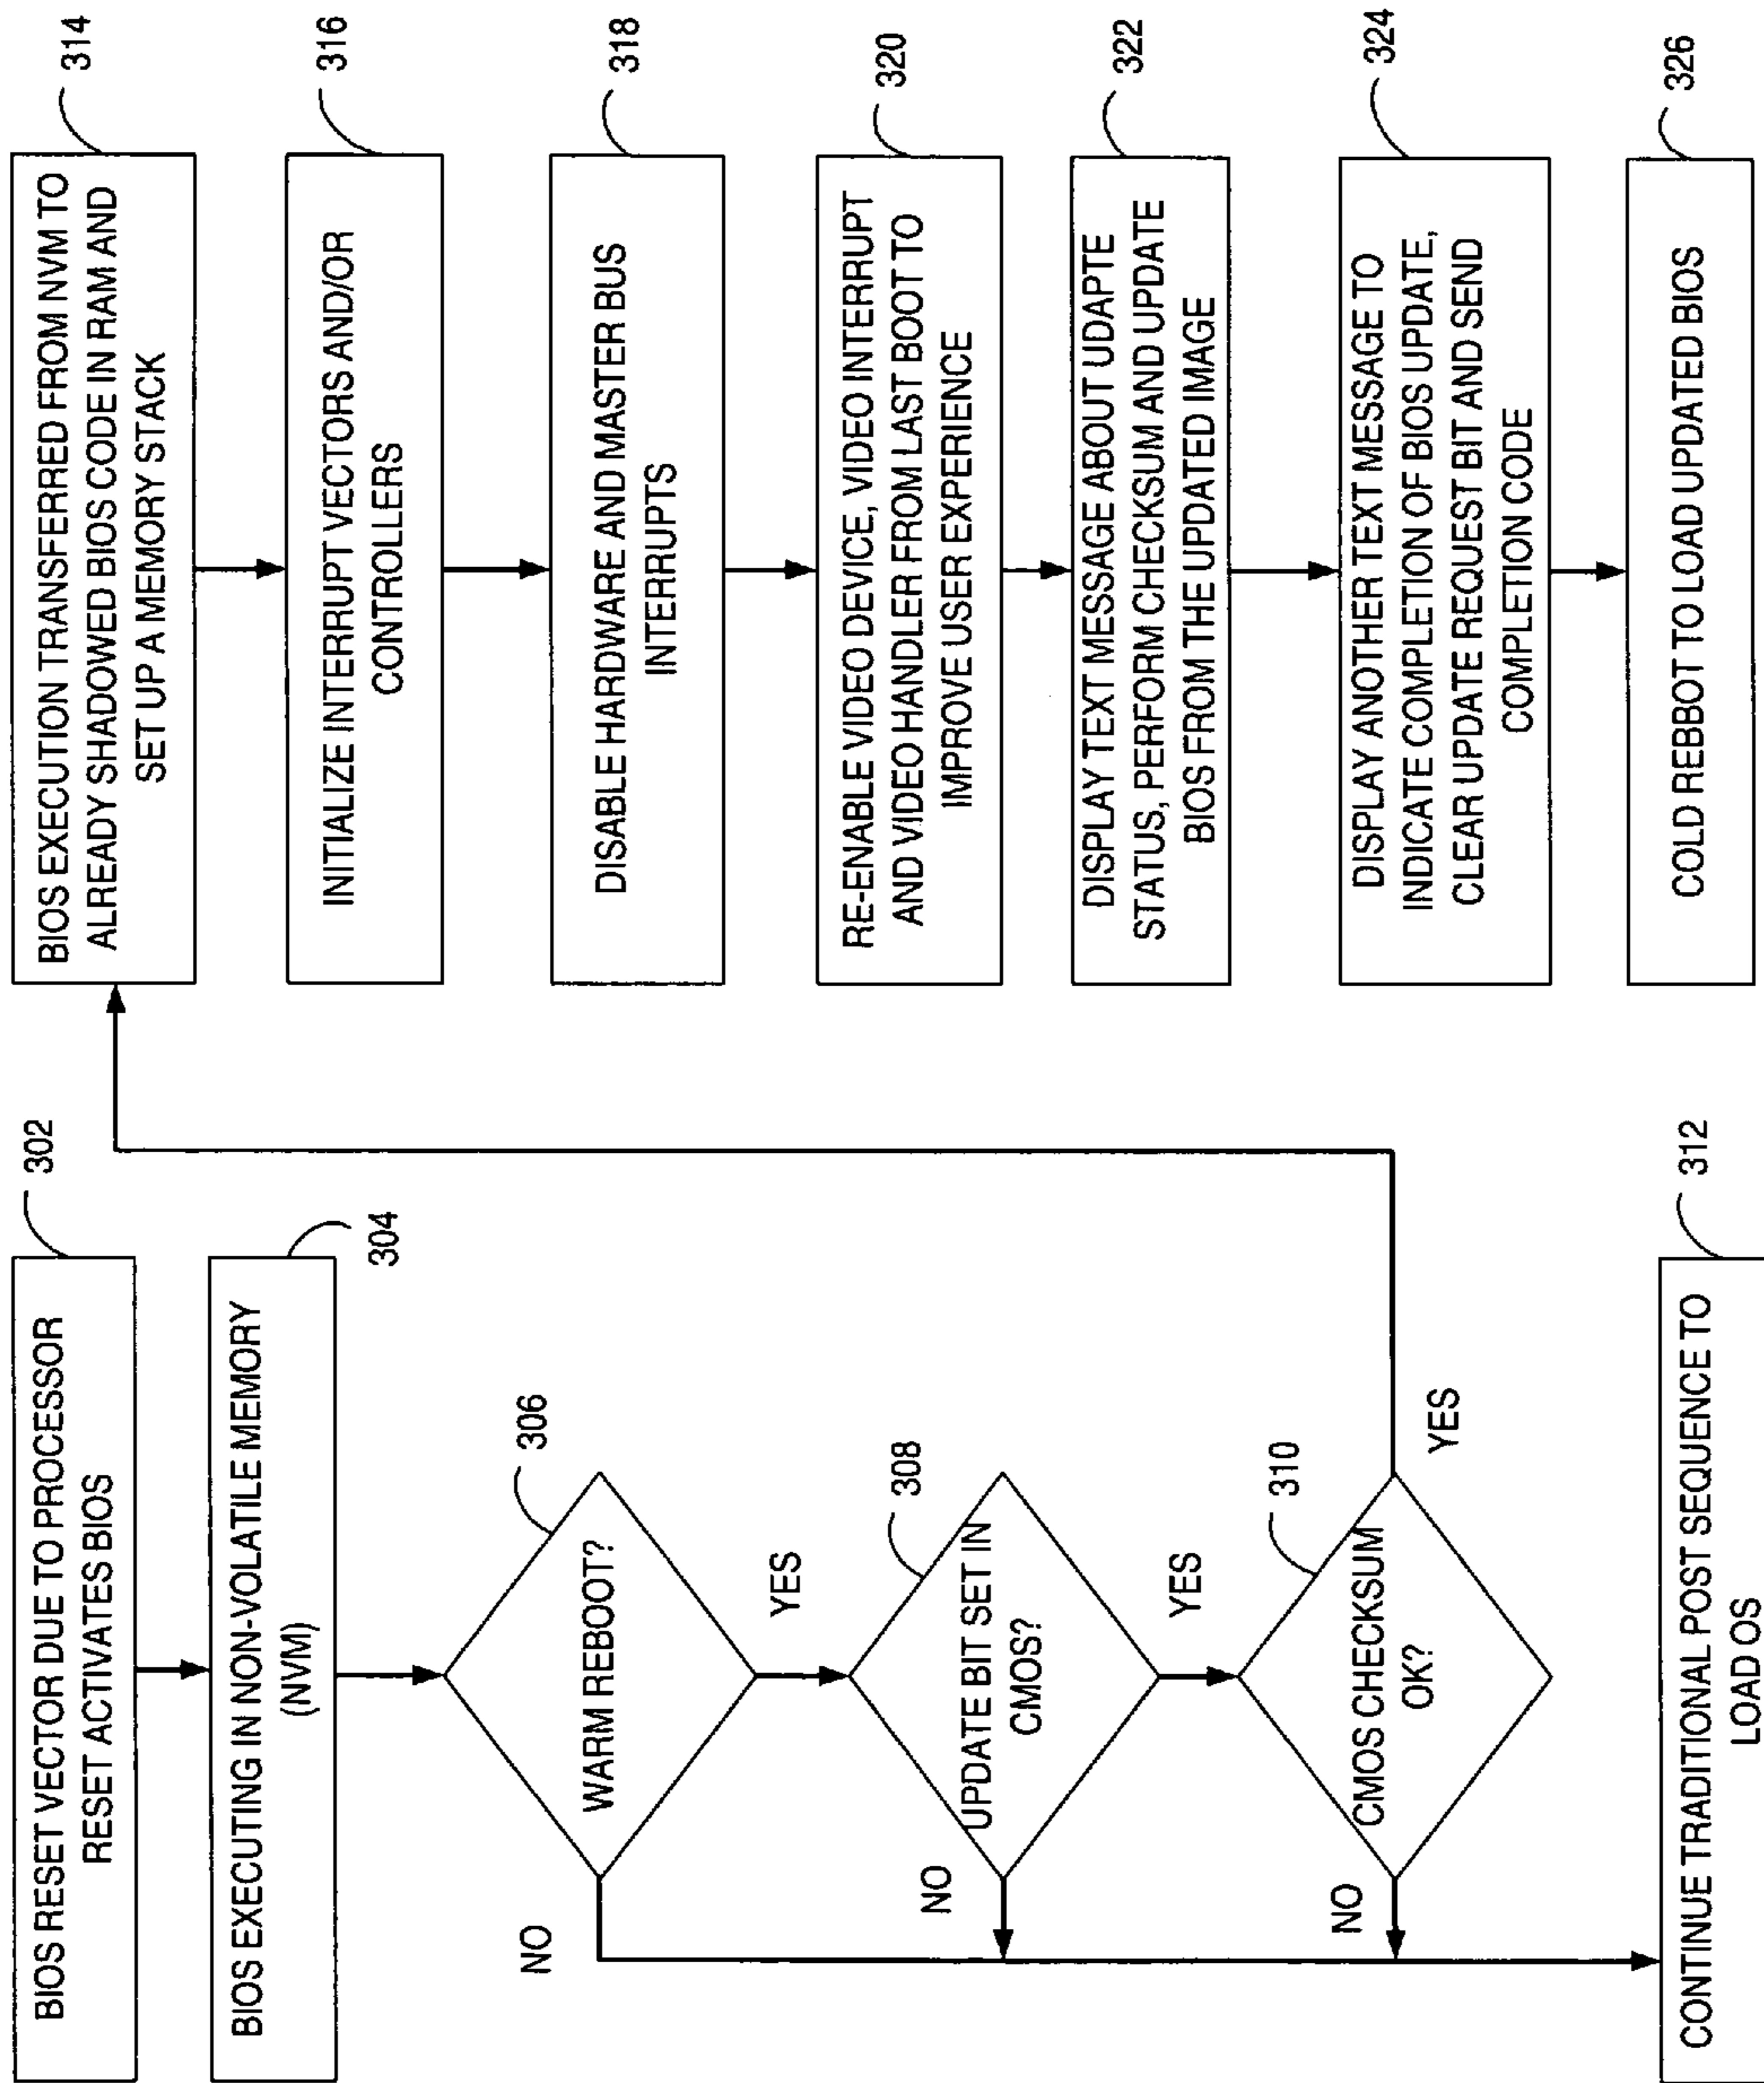 302
BIOS RESET VECTOR DUE TO PROCESSOR
RESET ACTIVATES BIOS
304
BIOS EXECUTING IN NON-VOLATILE MEMORY
(NVM)
306
WARM REBOOT?
NO
YES
308
UPDATE BIT SET IN
CMOS?
NO
YES
310
CMOS CHECKSUM
OK?
NO
YES
312
CONTINUE TRADITIONAL POST SEQUENCE TO
LOAD OS
314
BIOS EXECUTION TRANSFERRED FROM NVM TO
ALREADY SHADOWED BIOS CODE IN RAM AND
SET UP A MEMORY STACK
316
INITIALIZE INTERRUPT VECTORS AND/OR
CONTROLLERS
318
DISABLE HARDWARE AND MASTER BUS
INTERRUPTS
320
RE-ENABLE VIDEO DEVICE, VIDEO INTERRUPT
AND VIDEO HANDLER FROM LAST BOOT TO
IMPROVE USER EXPERIENCE
322
DISPLAY TEXT MESSAGE ABOUT UDAPTE
STATUS, PERFORM CHECKSUM AND UPDATE
BIOS FROM THE UPDATED IMAGE
324
DISPLAY ANOTHER TEXT MESSAGE TO
INDICATE COMPLETION OF BIOS UPDATE,
CLEAR UPDATE REQUEST BIT AND SEND
COMPLETION CODE
326
COLD REBBOT TO LOAD UPDATED BIOS